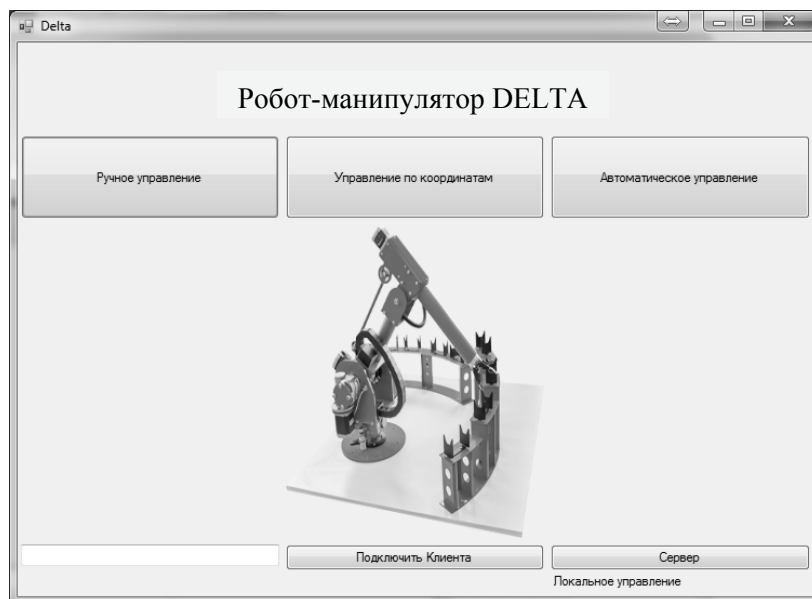 Delta
Робот-манипулятор DELTA
Ручное управление
Управление по координатам
Автоматическое управление
Подключить Клиента
Сервер
Локальное управление